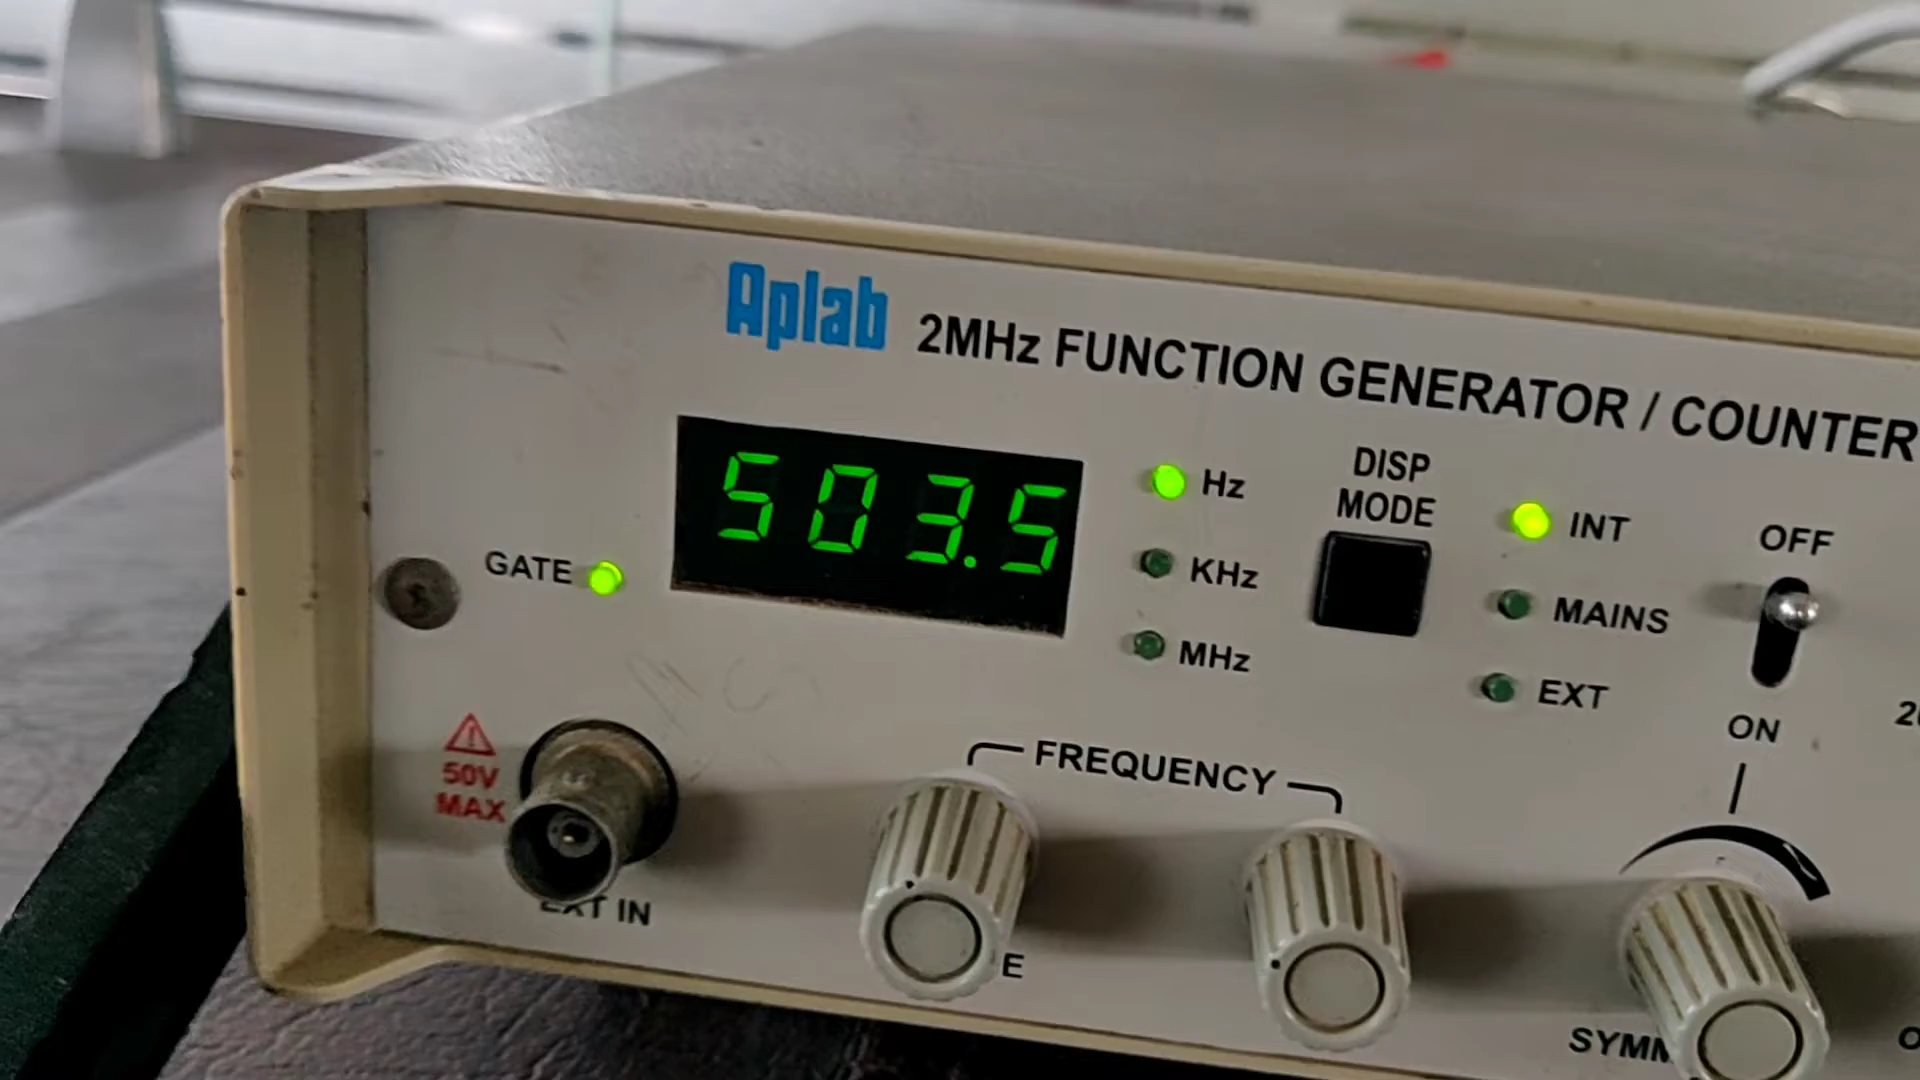 Aplab 2MHz FUNCTION GENERATOR / COUNTER
503.5
GATE
Hz
KHz
MHz
DISP
MODE
INT
MAINS
EXT
OFF
ON
50V
MAX
EXT IN
FREQUENCY